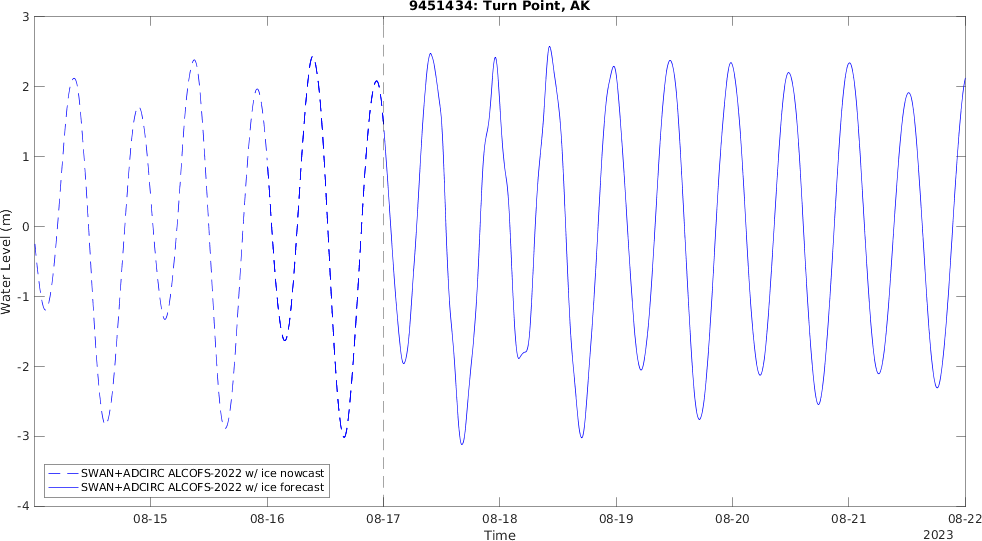 9451434: Turn Point, AK
3
2
1
0
-1
-2
-3
-4
Water Level (m)
SWAN+ADCIRC ALCOFS-2022 w/ ice nowcast
SWAN+ADCIRC ALCOFS-2022 w/ ice forecast
08-15 08-16 08-17 08-18 08-19 08-20 08-21 08-22
Time
2023